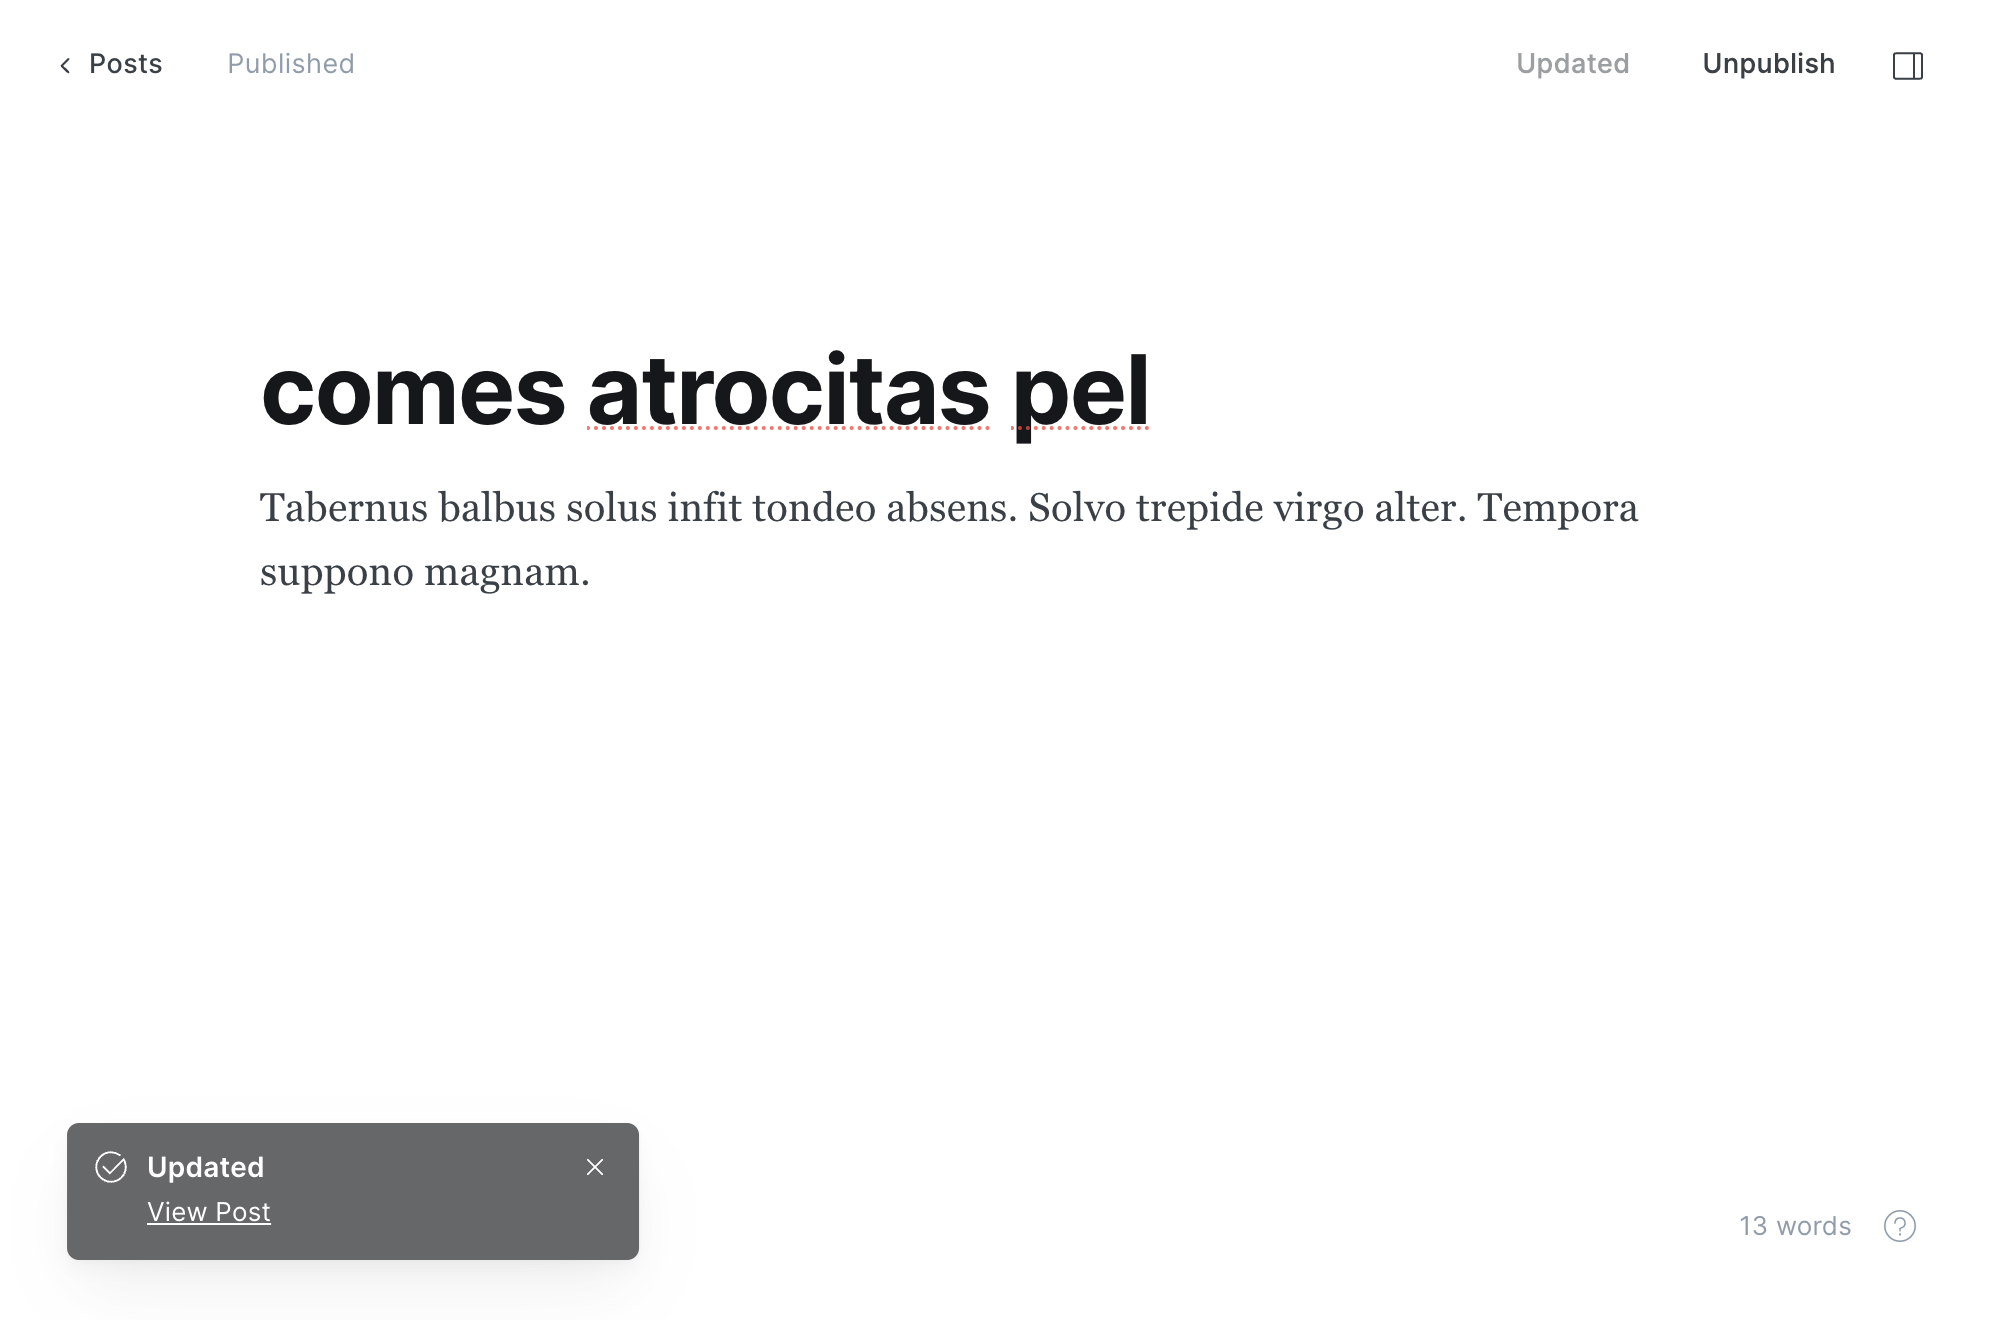 Posts Published Updated Unpublish
comes atrocitas pel
Tabernus balbus solus infit tondeo absens. Solvo trepide virgo alter. Tempora
suppono magnam.
Updated
View Post
13 words ?